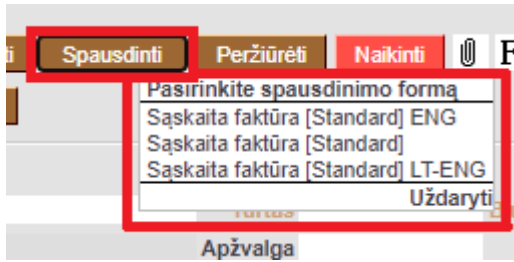 Spausdinti Peržiūrėti Naikinti
Pasirinkite spausdinimo formą
Sąskaita faktūra [Standard] ENG
Sąskaita faktūra [Standard]
Sąskaita faktūra [Standard] LT-ENG
Uždaryti
Turtas
Apžvalga